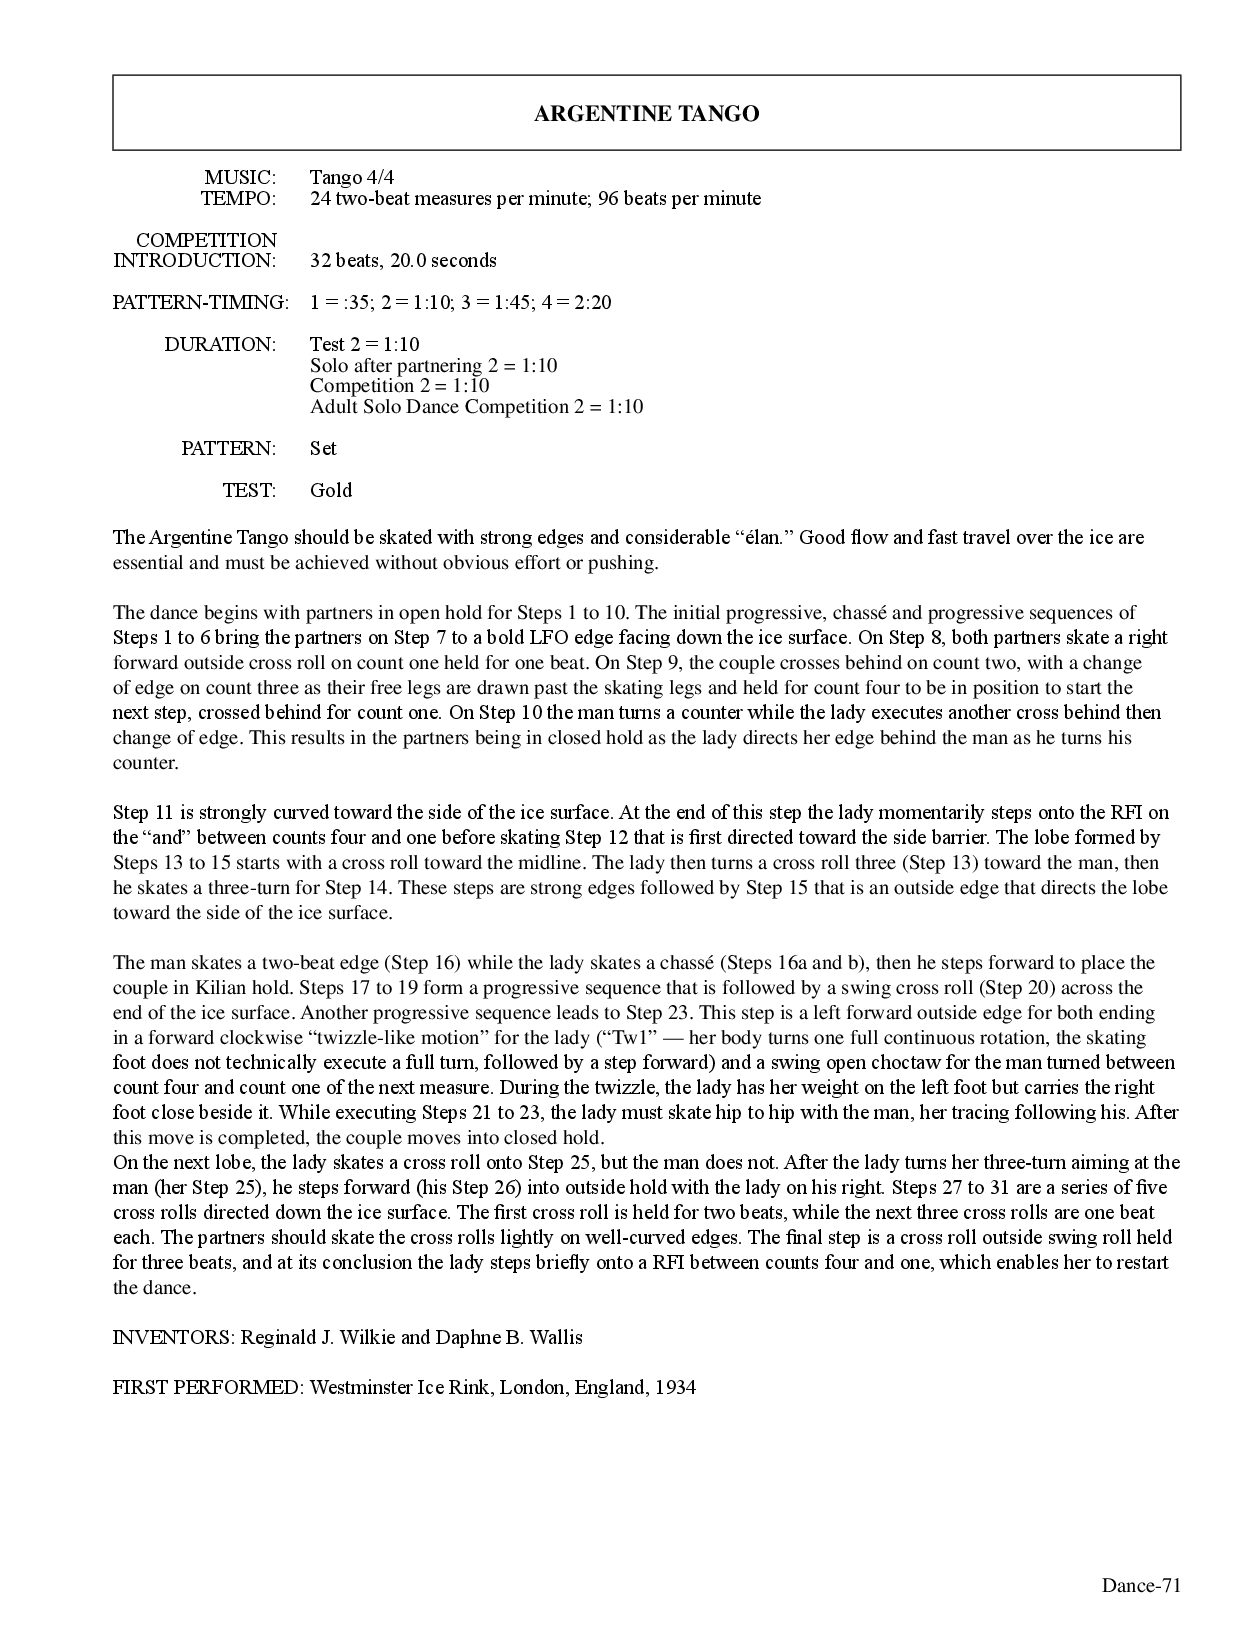 ARGENTINE TANGO
MUSIC: Tango 4/4
TEMPO: 24 two-beat measures per minute; 96 beats per minute
COMPETITION
INTRODUCTION: 32 beats, 20.0 seconds
PATTERN-TIMING: 1 = :35; 2 = 1:10; 3 = 1:45; 4 = 2:20
DURATION: Test 2 = 1:10
Solo after partnering 2 = 1:10
Competition 2 = 1:10
Adult Solo Dance Competition 2 = 1:10
PATTERN: Set
TEST: Gold
The Argentine Tango should be skated with strong edges and considerable “élan.” Good flow and fast travel over the ice are
essential and must be achieved without obvious effort or pushing.
The dance begins with partners in open hold for Steps 1 to 10. The initial progressive, chassé and progressive sequences of
Steps 1 to 6 bring the partners on Step 7 to a bold LFO edge facing down the ice surface. On Step 8, both partners skate a right
forward outside cross roll on count one held for one beat. On Step 9, the couple crosses behind on count two, with a change
of edge on count three as their free legs are drawn past the skating legs and held for count four to be in position to start the
next step, crossed behind for count one. On Step 10 the man turns a counter while the lady executes another cross behind then
change of edge. This results in the partners being in closed hold as the lady directs her edge behind the man as he turns his
counter.
Step 11 is strongly curved toward the side of the ice surface. At the end of this step the lady momentarily steps onto the RFI on
the “and” between counts four and one before skating Step 12 that is first directed toward the side barrier. The lobe formed by
Steps 13 to 15 starts with a cross roll toward the midline. The lady then turns a cross roll three (Step 13) toward the man, then
he skates a three-turn for Step 14. These steps are strong edges followed by Step 15 that is an outside edge that directs the lobe
toward the side of the ice surface.
The man skates a two-beat edge (Step 16) while the lady skates a chassé (Steps 16a and b), then he steps forward to place the
couple in Kilian hold. Steps 17 to 19 form a progressive sequence that is followed by a swing cross roll (Step 20) across the
end of the ice surface. Another progressive sequence leads to Step 23. This step is a left forward outside edge for both ending
in a forward clockwise “twizzle-like motion” for the lady (“Tw1” — her body turns one full continuous rotation, the skating
foot does not technically execute a full turn, followed by a step forward) and a swing open choctaw for the man turned between
count four and count one of the next measure. During the twizzle, the lady has her weight on the left foot but carries the right
foot close beside it. While executing Steps 21 to 23, the lady must skate hip to hip with the man, her tracing following his. After
this move is completed, the couple moves into closed hold.
On the next lobe, the lady skates a cross roll onto Step 25, but the man does not. After the lady turns her three-turn aiming at the
man (her Step 25), he steps forward (his Step 26) into outside hold with the lady on his right. Steps 27 to 31 are a series of five
cross rolls directed down the ice surface. The first cross roll is held for two beats, while the next three cross rolls are one beat
each. The partners should skate the cross rolls lightly on well-curved edges. The final step is a cross roll outside swing roll held
for three beats, and at its conclusion the lady steps briefly onto a RFI between counts four and one, which enables her to restart
the dance.
INVENTORS: Reginald J. Wilkie and Daphne B. Wallis
FIRST PERFORMED: Westminster Ice Rink, London, England, 1934
Dance-71